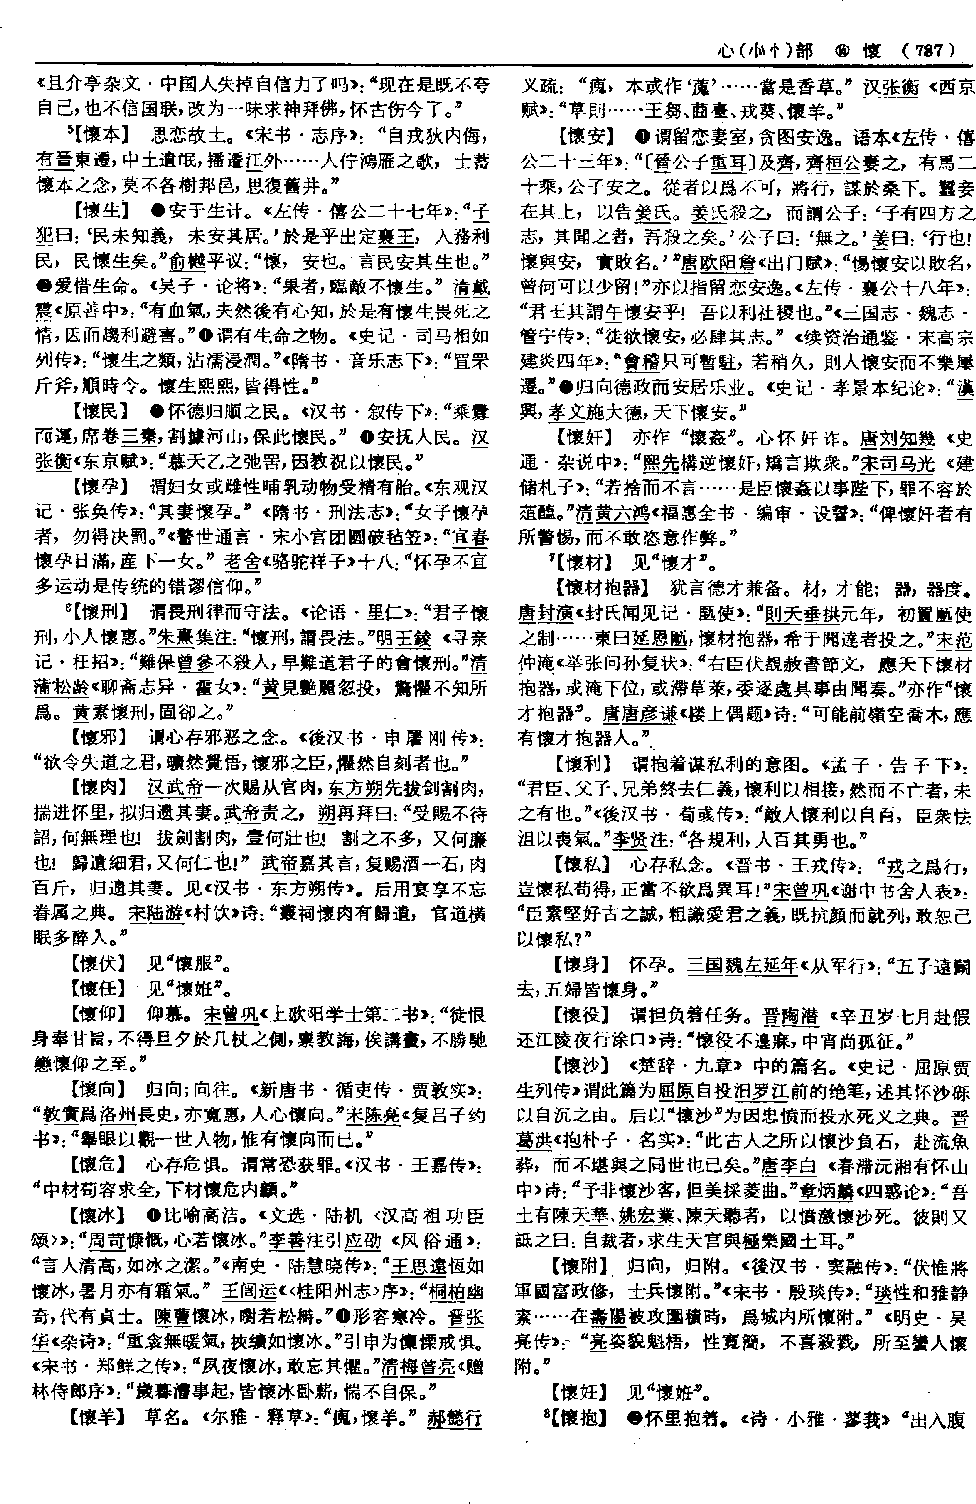 心(小忄)部 ⑯ 懷 (787)
《且介亭杂文·中国人失掉自信力了吗》：“现在是既不夸
自己，也不信国联，改为一味求神拜佛，怀古伤今了。”
⁵【懷本】 思恋故土。《宋书·志序》：“自戎狄内侮，
有晉東遷，中土遺氓，播遷江外……人佇鴻雁之歌，士蓄
懷本之念，莫不各樹邦邑，思復舊井。”
【懷生】 ❶安于生计。《左传·僖公二十七年》：“子
犯曰：‘民未知義，未安其居。’於是乎出定襄王，入務利
民，民懷生矣。”俞樾平议：“懷，安也。言民安其生也。”
❷爱惜生命。《吴子·论将》：“果者，臨敵不懷生。”清戴
震《原善中》：“有血氣，夫然後有心知，於是有懷生畏死之
情，因而趨利避害。”❸谓有生命之物。《史记·司马相如
列传》：“懷生之類，沾濡浸潤。”《隋书·音乐志下》：“罝罘
斤斧，順時令。懷生熙熙，皆得性。”
【懷民】 ❶怀德归顺之民。《汉书·叙传下》：“乘釁
而運，席卷三秦，割據河山，保此懷民。”❷安抚人民。汉
张衡《东京赋》：“慕天乙之弛罟，因教祝以懷民。”
【懷孕】 谓妇女或雌性哺乳动物受精有胎。《东观汉
记·张奂传》：“其妻懷孕。”《隋书·刑法志》：“女子懷孕
者，勿得決罰。”《警世通言·宋小官团圆破毡笠》：“宜春
懷孕日滿，産下一女。”老舍《骆驼祥子》十八：“怀孕不宜
多运动是传统的错谬信仰。”
⁶【懷刑】 谓畏刑律而守法。《论语·里仁》：“君子懷
刑，小人懷惠。”朱熹集注：“懷刑，謂畏法。”明王錂《寻亲
记·枉招》：“難保曾參不殺人，早難道君子的會懷刑。”清
蒲松龄《聊斋志异·霍女》：“黄見艷麗忽投，驚懼不知所
爲。黄素懷刑，固卻之。”
【懷邪】 谓心存邪恶之念。《後汉书·申屠刚传》：
“欲令失道之君，曠然覺悟，懷邪之臣，懼然自刻者也。”
【懷肉】 汉武帝一次赐从官肉，东方朔先拔剑割肉，
揣进怀里，拟归遗其妻。武帝责之，朔再拜曰：“受賜不待
詔，何無禮也！拔劍割肉，壹何壯也！割之不多，又何廉
也！歸遺細君，又何仁也！”武帝嘉其言，复赐酒一石，肉
百斤，归遗其妻。见《汉书·东方朔传》。后用宴享不忘
眷属之典。宋陆游《村饮》诗：“叢祠懷肉有歸遺，官道横
眠多醉人。”
【懷伏】 见“懷服”。
【懷任】 见“懷妊”。
【懷仰】 仰慕。宋曾巩《上欧阳学士第二书》：“徒恨
身奉甘旨，不得旦夕於几杖之側，稟教誨，俟講畫，不勝馳
戀懷仰之至。”
【懷向】 归向；向往。《新唐书·循吏传·贾敦实》：
“敦實爲洛州長史，亦寬惠，人心懷向。”宋陈亮《复吕子约
书》：“舉眼以觀一世人物，惟有懷向而已。”
【懷危】 心存危惧。谓常恐获罪。《汉书·王嘉传》：
“中材苟容求全，下材懷危内顧。”
【懷冰】 ❶比喻高洁。《文选·陆机〈汉高祖功臣
颂〉》：“周苛慷慨，心若懷冰。”李善注引应劭《风俗通》：
“言人清高，如冰之潔。”《南史·陆慧晓传》：“王思遠恆如
懷冰，暑月亦有霜氣。”王闿运《〈桂阳州志〉序》：“桐柏幽
奇，代有貞士。陳曹懷冰，嚼若松櫛。”❷形容寒冷。晋张
华《杂诗》：“重衾無暖氣，挾纊如懷冰。”引申为慄慄戒惧。
《宋书·郑鲜之传》：“夙夜懷冰，敢忘其懼。”清梅曾亮《赠
林侍郎序》：“歲暮漕事起，皆懷冰卧薪，惴不自保。”
【懷羊】 草名。《尔雅·释草》：“瘣，懷羊。”郝懿行
义疏：“瘣，本或作‘蘹’……當是香草。”汉张衡《西京
赋》：“草則……王芻、莔臺、戎葵、懷羊。”
【懷安】 ❶谓留恋妻室，贪图安逸。语本《左传·僖
公二十三年》：“〔晉公子重耳〕及齊，齊桓公妻之，有馬二
十乘，公子安之。從者以爲不可，將行，謀於桑下。蠶妾
在其上，以告姜氏。姜氏殺之，而謂公子：‘子有四方之
志，其聞之者，吾殺之矣。’公子曰：‘無之。’姜曰：‘行也！
懷與安，實敗名。’”唐欧阳詹《出门赋》：“惕懷安以敗名，
曾何可以少留！”亦以指留恋安逸。《左传·襄公十八年》：
“君王其謂午懷安乎！吾以利社稷也。”《三国志·魏志·
管宁传》：“徒欲懷安，必肆其志。”《续资治通鉴·宋高宗
建炎四年》：“會稽只可暫駐，若稍久，則人懷安而不樂屢
遷。”❷归向德政而安居乐业。《史记·孝景本纪论》：“漢
興，孝文施大德，天下懷安。”
【懷奸】 亦作“懷姦”。心怀奸诈。唐刘知幾《史
通·杂说中》：“熙先構逆懷奸，矯言欺衆。”宋司马光《建
储札子》：“若捨而不言……是臣懷姦以事陛下，罪不容於
菹醢。”清黄六鸿《福惠全书·编审·设誓》：“俾懷奸者有
所警惕，而不敢恣意作弊。”
⁷【懷材】 见“懷才”。
【懷材抱器】 犹言德才兼备。材，才能；器，器度。
唐封演《封氏闻见记·匦使》：“則天垂拱元年，初置匭使
之制……東曰延恩匭，懷材抱器，希于聞達者投之。”宋范
仲淹《举张问孙复状》：“右臣伏覩赦書節文，應天下懷材
抱器，或淹下位，或滯草萊，委逐處具事由聞奏。”亦作“懷
才抱器”。唐唐彦谦《楼上偶题》诗：“可能前嶺空喬木，應
有懷才抱器人。”
【懷利】 谓抱着谋私利的意图。《孟子·告子下》：
“君臣、父子、兄弟終去仁義，懷利以相接，然而不亡者，未
之有也。”《後汉书·荀彧传》：“敵人懷利以自百，臣衆怯
沮以喪氣。”李贤注：“各規利，人百其勇也。”
【懷私】 心存私念。《晋书·王戎传》：“戎之爲行，
豈懷私苟得，正當不欲爲異耳！”宋曾巩《谢中书舍人表》：
“臣素堅好古之誠，粗識愛君之義，既抗顔而就列，敢恕己
以懷私？”
【懷身】 怀孕。三国魏左延年《从军行》：“五子遠鬭
去，五婦皆懷身。”
【懷役】 谓担负着任务。晋陶潜《辛丑岁七月赴假
还江陵夜行涂口》诗：“懷役不遑寐，中宵尚孤征。”
【懷沙】 《楚辞·九章》中的篇名。《史记·屈原贾
生列传》谓此篇为屈原自投汨罗江前的绝笔，述其怀沙砾
以自沉之由。后以“懷沙”为因忠愤而投水死义之典。晋
葛洪《抱朴子·名实》：“此古人之所以懷沙負石，赴流魚
葬，而不堪與之同世也已矣。”唐李白《春滞沅湘有怀山
中》诗：“予非懷沙客，但美採菱曲。”章炳麟《四惑论》：“吾
土有陳天華、姚宏業、陳天聽者，以憤激懷沙死。彼則又
詆之曰：自裁者，求生天宫與極樂國土耳。”
【懷附】 归向，归附。《後汉书·窦融传》：“伏惟將
軍國富政修，士兵懷附。”《宋书·殷琰传》：“琰性和雅静
素……在壽陽被攻圍積時，爲城内所懷附。”《明史·吴
亮传》：“亮姿貌魁梧，性寬簡，不喜殺戮，所至蠻人懷
附。”
【懷妊】 见“懷姙”。
⁸【懷抱】 ❶怀里抱着。《诗·小雅·蓼莪》“出入腹